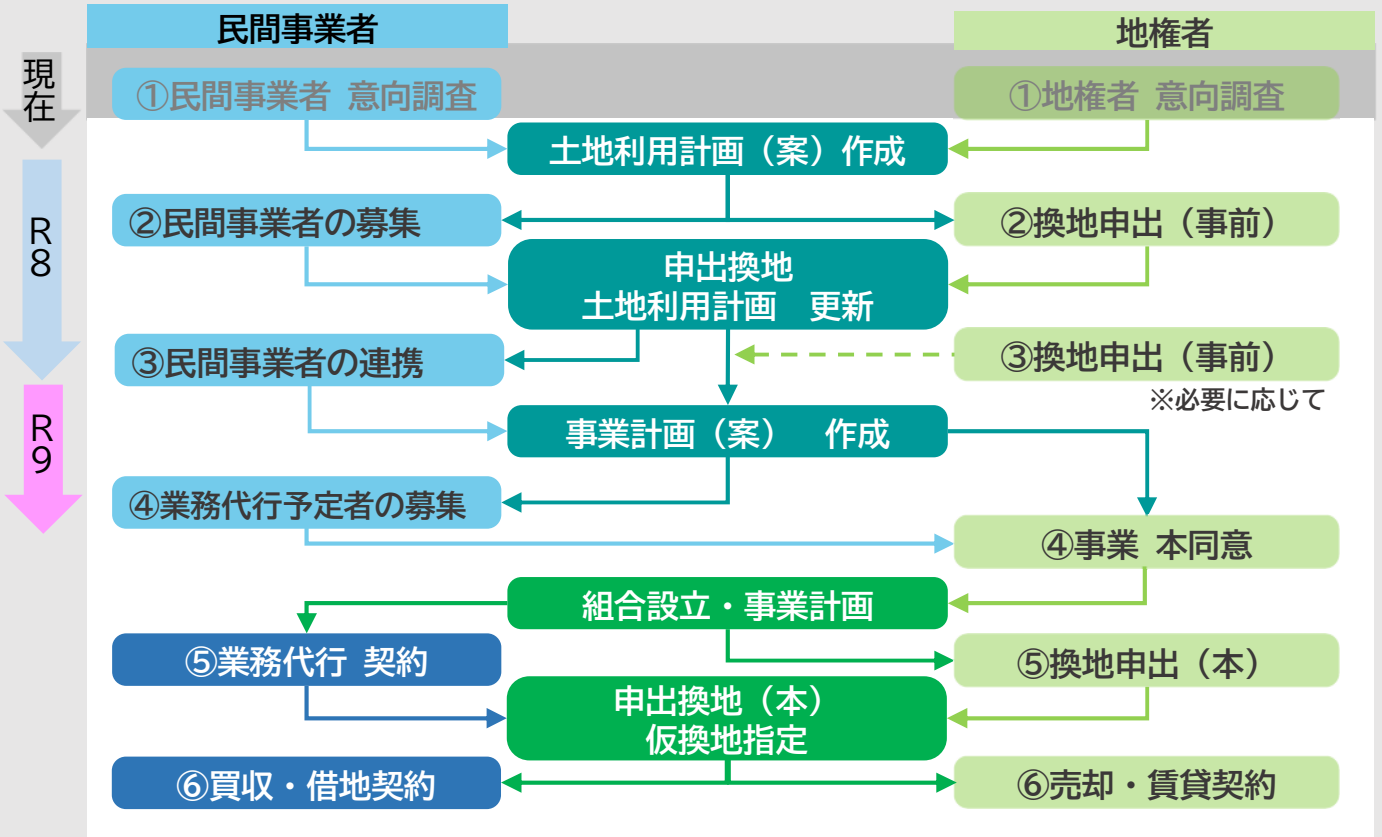 民間事業者
地権者
現在
①民間事業者 意向調査
①地権者 意向調査
土地利用計画（案）作成
R8
②民間事業者の募集
②換地申出（事前）
申出換地
土地利用計画　更新
③民間事業者の連携
③換地申出（事前）
※必要に応じて
R9
事業計画（案）　作成
④業務代行予定者の募集
④事業 本同意
組合設立・事業計画
⑤業務代行 契約
⑤換地申出（本）
申出換地（本）
仮換地指定
⑥買収・借地契約
⑥売却・賃貸契約